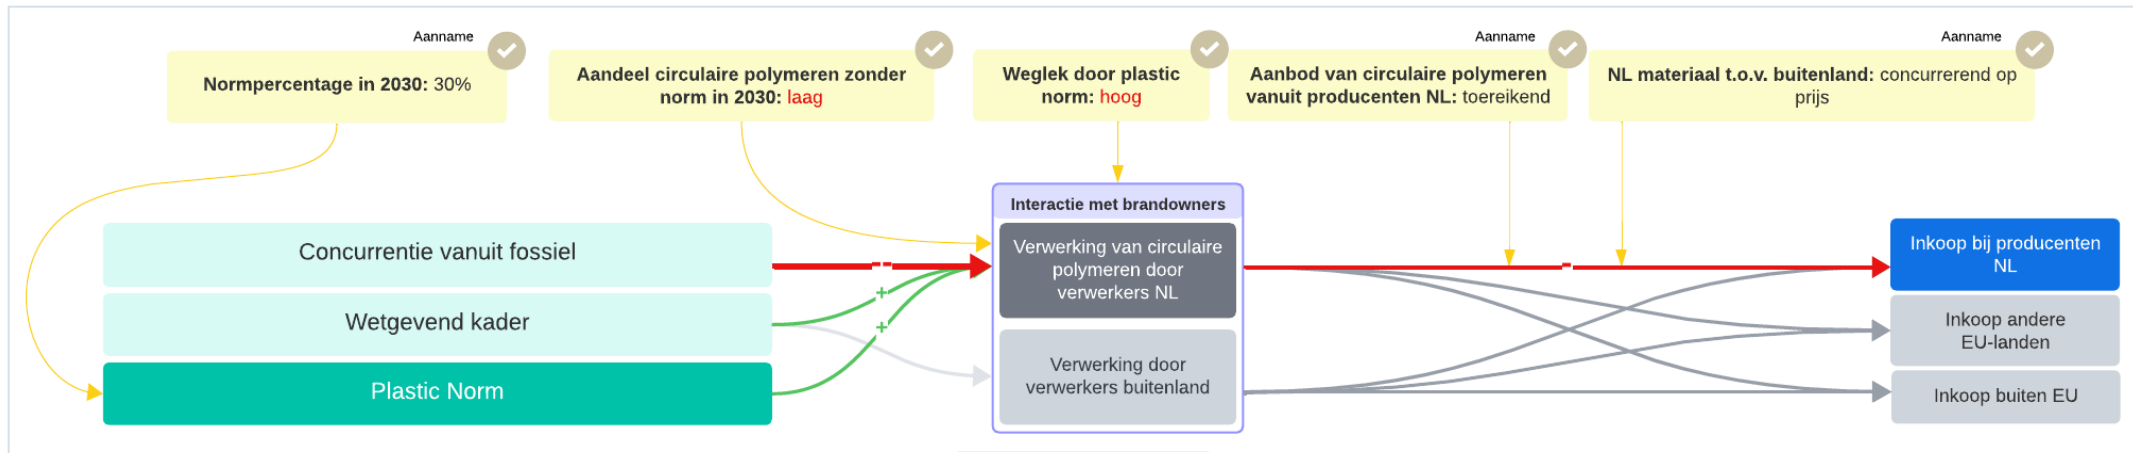 Aanname
Normpercentage in 2030: 30%
Aandeel circulaire polymeren zonder
norm in 2030: laag
Weglek door plastic
norm: hoog
Aanname
Aanbod van circulaire polymeren
vanuit producenten NL: toereikend
Aanname
NL materiaal t.o.v. buitenland: concurrerend op
prijs
Concurrentie vanuit fossiel
Wetgevend kader
Plastic Norm
--
+
+
Interactie met brandowners
Verwerking van circulaire
polymeren door
verwerkers NL
Verwerking door
verwerkers buitenland
-
Inkoop bij producenten
NL
Inkoop andere
EU-landen
Inkoop buiten EU